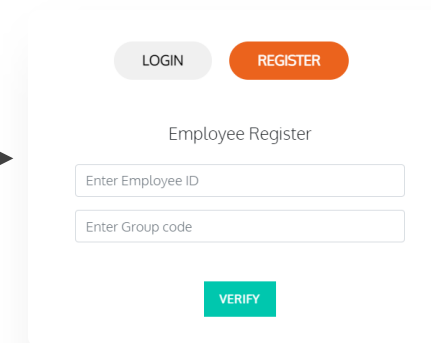 LOGIN REGISTER
Employee Register
Enter Employee ID
Enter Group code
VERIFY